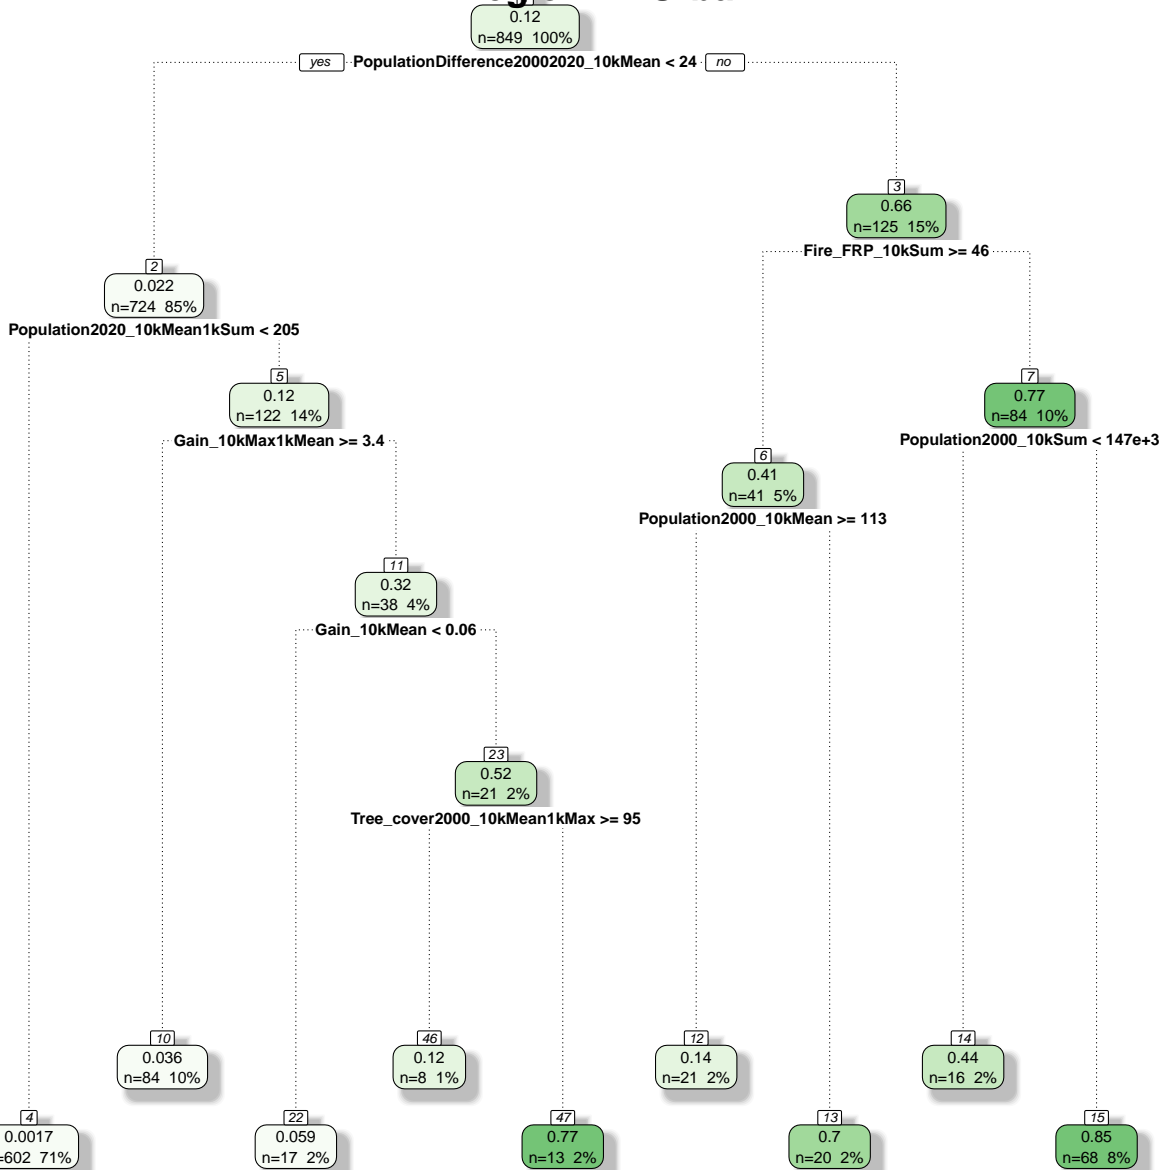 0.12
n=849 100%
yes PopulationDifference20002020_10kMean < 24 no
3
0.66
n=125 15%
Fire_FRP_10kSum >= 46
2
0.022
n=724 85%
Population2020_10kMean1kSum < 205
5
0.12
n=122 14%
Gain_10kMax1kMean >= 3.4
7
0.77
n=84 10%
Population2000_10kSum < 147e+3
6
0.41
n=41 5%
Population2000_10kMean >= 113
11
0.32
n=38 4%
Gain_10kMean < 0.06
23
0.52
n=21 2%
Tree_cover2000_10kMean1kMax >= 95
10
0.036
n=84 10%
46
0.12
n=8 1%
12
0.14
n=21 2%
14
0.44
n=16 2%
4
0.0017
=602 71%
22
0.059
n=17 2%
47
0.77
n=13 2%
13
0.7
n=20 2%
15
0.85
n=68 8%